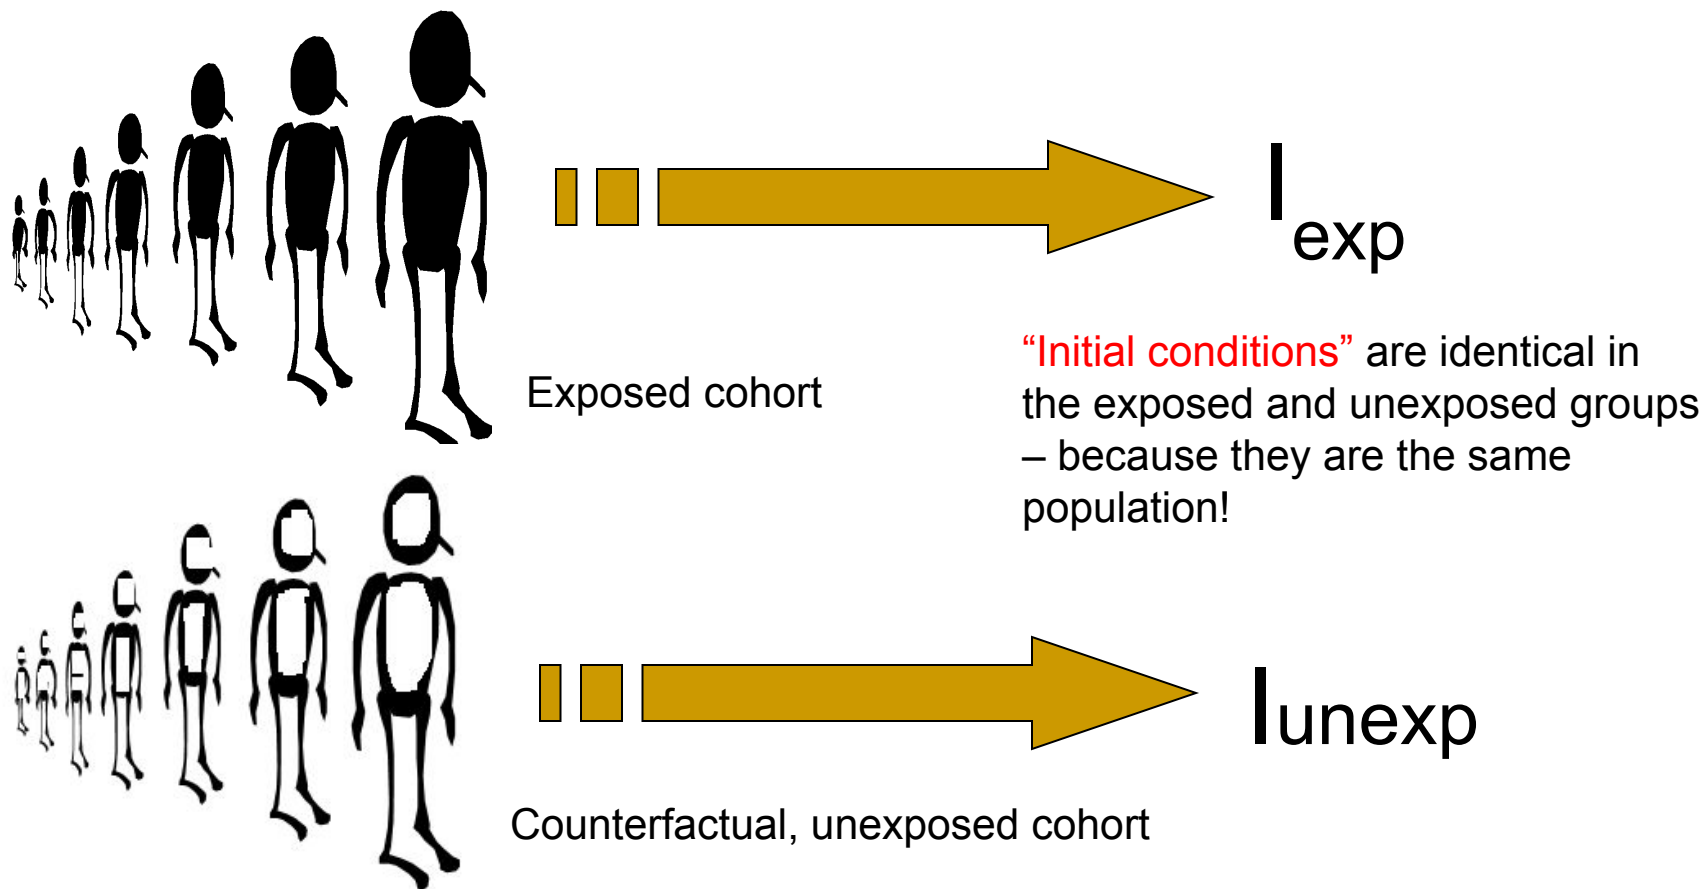 I
exp
“Initial conditions” are identical in
the exposed and unexposed groups
– because they are the same
population!
Exposed cohort
Iunexp
Counterfactual, unexposed cohort